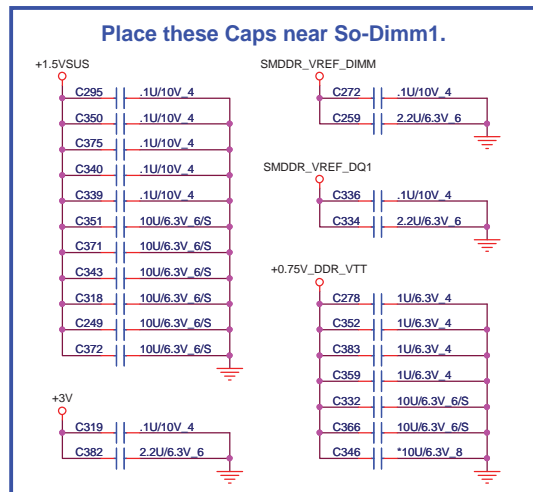 Place these Caps near So-Dimm1.
+1.5VSUS
C295 .1U/10V_4
C350 .1U/10V_4
C375 .1U/10V_4
C340 .1U/10V_4
C339 .1U/10V_4
C351 10U/6.3V_6/S
C371 10U/6.3V_6/S
C343 10U/6.3V_6/S
C318 10U/6.3V_6/S
C249 10U/6.3V_6/S
C372 10U/6.3V_6/S
+3V
C319 .1U/10V_4
C382 2.2U/6.3V_6
SMDDR_VREF_DIMM
C272 .1U/10V_4
C259 2.2U/6.3V_6
SMDDR_VREF_DQ1
C336 .1U/10V_4
C334 2.2U/6.3V_6
+0.75V_DDR_VTT
C278 1U/6.3V_4
C352 1U/6.3V_4
C383 1U/6.3V_4
C359 1U/6.3V_4
C332 10U/6.3V_6/S
C366 10U/6.3V_6/S
C346 *10U/6.3V_8